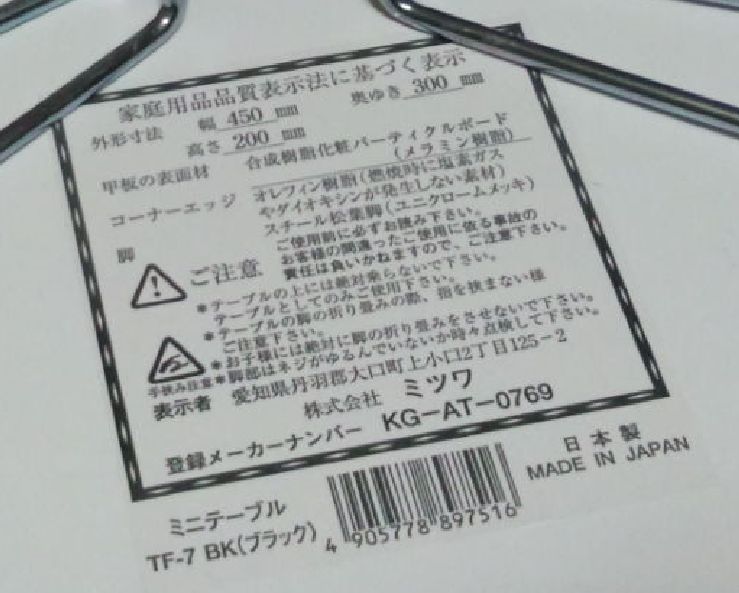 家庭用品品質表示法に基づく表示
外形寸法 幅 450 mm 奥ゆき 300 mm
高さ 200 mm
甲板の表面材 合成樹脂化粧パーティクルボード
(メラミン樹脂)
コーナーエッジ オレフィン樹脂(燃焼時に塩素ガス
やダイオキシンが発生しない素材)
脚 スチール松葉脚(ユニクロームメッキ)
ご注意 ご使用前に必ずお読み下さい。
お客様の間違ったご使用に依る事故の
責任は負いかねますので、ご注意下さい。
*テーブルの上には絶対乗らないで下さい。
テーブルとしてのみご使用下さい。
*テーブルの脚の折り畳みの際、指を挟まない様
ご注意下さい。
*お子様には絶対に脚の折り畳みをさせないで下さい。
*脚部はネジがゆるんでいないか時々点検して下さい。
手挟み注意
表示者 愛知県丹羽郡大口町上小口2丁目125-2
株式会社 ミツワ
登録メーカーナンバー KG-AT-0769
日本製
MADE IN JAPAN
ミニテーブル
TF-7 BK(ブラック)
4 905778 897516